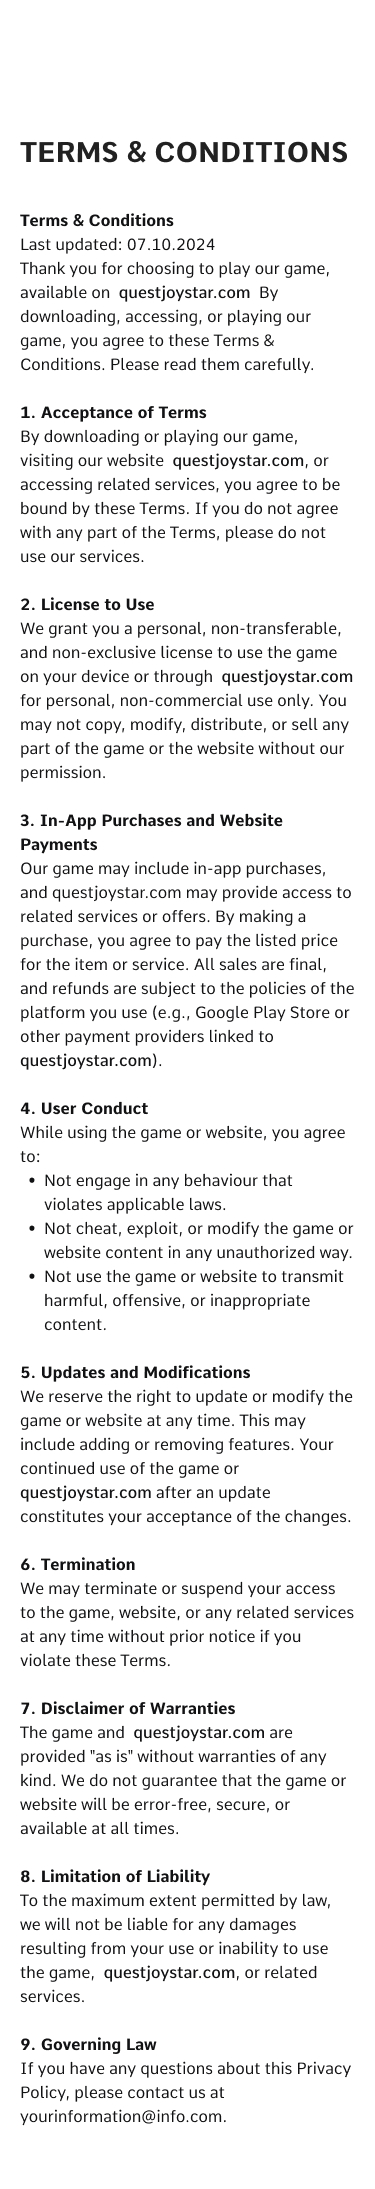 TERMS & CONDITIONS
Terms & Conditions
Last updated: 07.10.2024
Thank you for choosing to play our game,
available on questjoystar.com By
downloading, accessing, or playing our
game, you agree to these Terms &
Conditions. Please read them carefully.
1. Acceptance of Terms
By downloading or playing our game,
visiting our website questjoystar.com, or
accessing related services, you agree to be
bound by these Terms. If you do not agree
with any part of the Terms, please do not
use our services.
2. License to Use
We grant you a personal, non-transferable,
and non-exclusive license to use the game
on your device or through questjoystar.com
for personal, non-commercial use only. You
may not copy, modify, distribute, or sell any
part of the game or the website without our
permission.
3. In-App Purchases and Website
Payments
Our game may include in-app purchases,
and questjoystar.com may provide access to
related services or offers. By making a
purchase, you agree to pay the listed price
for the item or service. All sales are final,
and refunds are subject to the policies of the
platform you use (e.g., Google Play Store or
other payment providers linked to
questjoystar.com).
4. User Conduct
While using the game or website, you agree
to:
• Not engage in any behaviour that
violates applicable laws.
• Not cheat, exploit, or modify the game or
website content in any unauthorized way.
• Not use the game or website to transmit
harmful, offensive, or inappropriate
content.
5. Updates and Modifications
We reserve the right to update or modify the
game or website at any time. This may
include adding or removing features. Your
continued use of the game or
questjoystar.com after an update
constitutes your acceptance of the changes.
6. Termination
We may terminate or suspend your access
to the game, website, or any related services
at any time without prior notice if you
violate these Terms.
7. Disclaimer of Warranties
The game and questjoystar.com are
provided "as is" without warranties of any
kind. We do not guarantee that the game or
website will be error-free, secure, or
available at all times.
8. Limitation of Liability
To the maximum extent permitted by law,
we will not be liable for any damages
resulting from your use or inability to use
the game, questjoystar.com, or related
services.
9. Governing Law
If you have any questions about this Privacy
Policy, please contact us at
yourinformation@info.com.